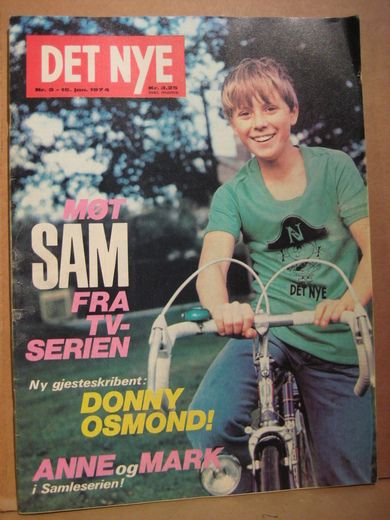 DET NYE
Nr. 3 - 15. jan. 1974 Kr. 4,25
MØT
SAM
FRA
TV-
SERIEN
N
DET NYE
Ny gjesteskribent:
DONNY
OSMOND!
ANNE og MARK
i Samleserien!